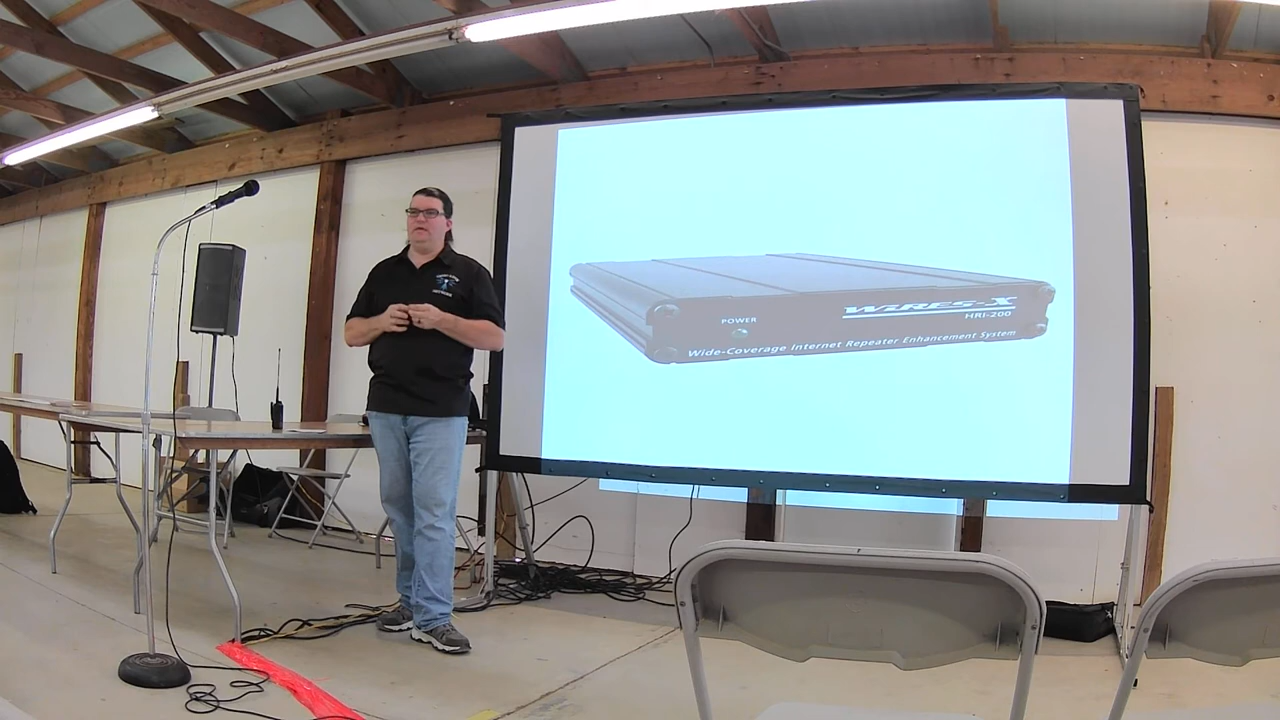 POWER
WiRES-X
HRI-200
Wide-Coverage Internet Repeater Enhancement System